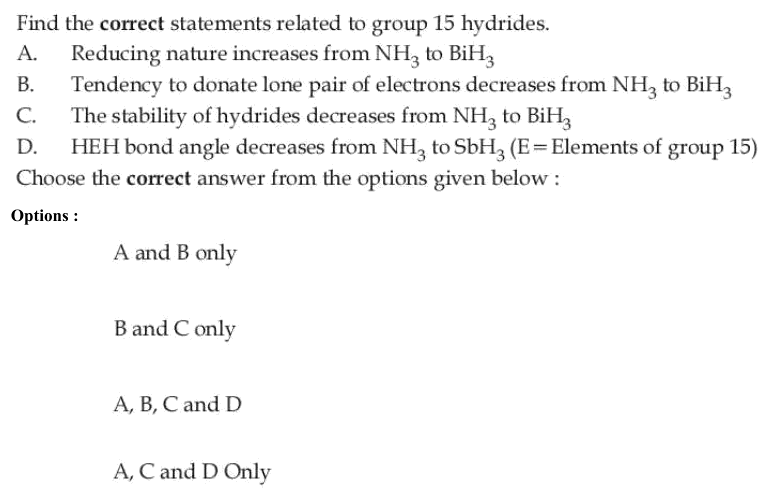 Find the correct statements related to group 15 hydrides.
A. Reducing nature increases from NH₃ to BiH₃
B. Tendency to donate lone pair of electrons decreases from NH₃ to BiH₃
C. The stability of hydrides decreases from NH₃ to BiH₃
D. HEH bond angle decreases from NH₃ to SbH₃ (E=Elements of group 15)
Choose the correct answer from the options given below :
Options :
A and B only
B and C only
A, B, C and D
A, C and D Only